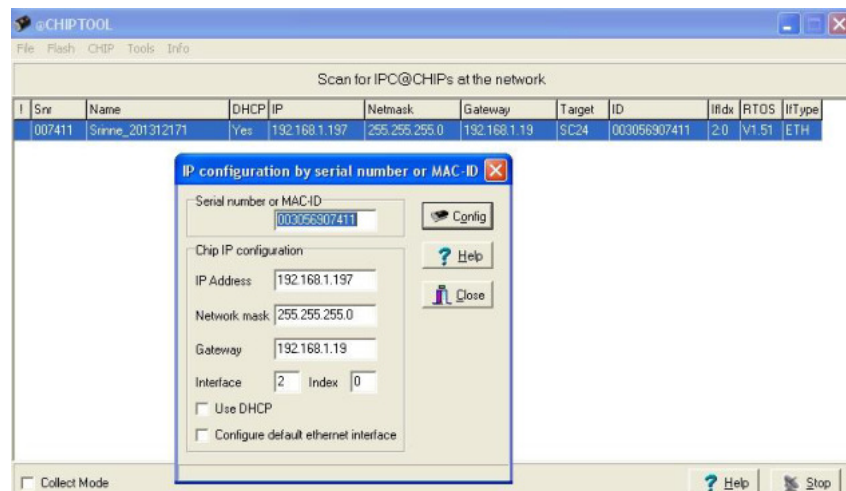 @CHIPTOOL
File Flash CHIP Tools Info
Scan for IPC@CHIPs at the network
! Snr Name DHCP IP Netmask Gateway Target ID IfIdx RTOS IfType
007411 Srinne_201312171 Yes 192.168.1.197 255.255.255.0 192.168.1.19 SC24 003056907411 2.0 V1.51 ETH
IP configuration by serial number or MAC-ID
Serial number or MAC-ID
003056907411
Config
Chip IP configuration
Help
IP Address 192.168.1.197
Close
Network mask 255.255.255.0
Gateway 192.168.1.19
Interface 2 Index 0
Use DHCP
Configure default ethernet interface
Collect Mode
Help
Stop